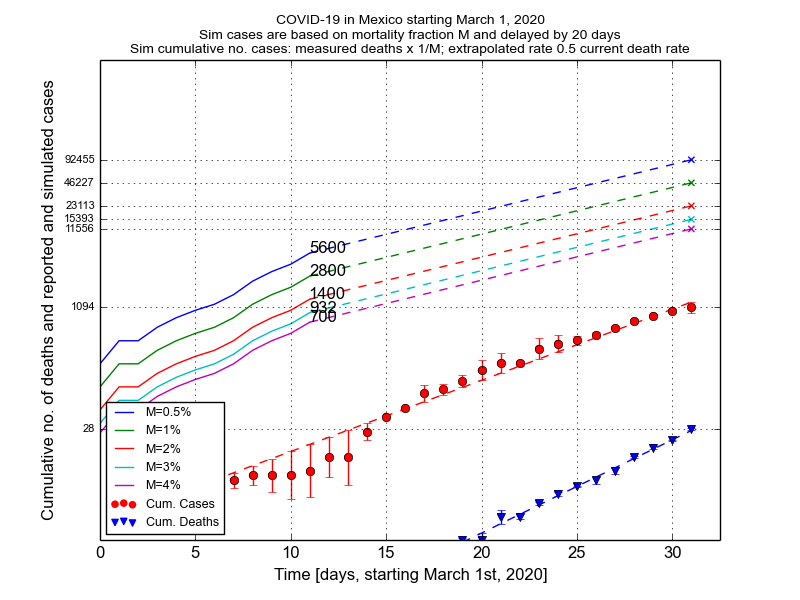 COVID-19 in Mexico starting March 1, 2020
Sim cases are based on mortality fraction M and delayed by 20 days
Sim cumulative no. cases: measured deaths x 1/M; extrapolated rate 0.5 current death rate
Cumulative no. of deaths and reported and simulated cases
92455
46227
23113
15393
11556
1094
28
5600
2800
1400
932
700
M=0.5%
M=1%
M=2%
M=3%
M=4%
Cum. Cases
Cum. Deaths
0 5 10 15 20 25 30
Time [days, starting March 1st, 2020]